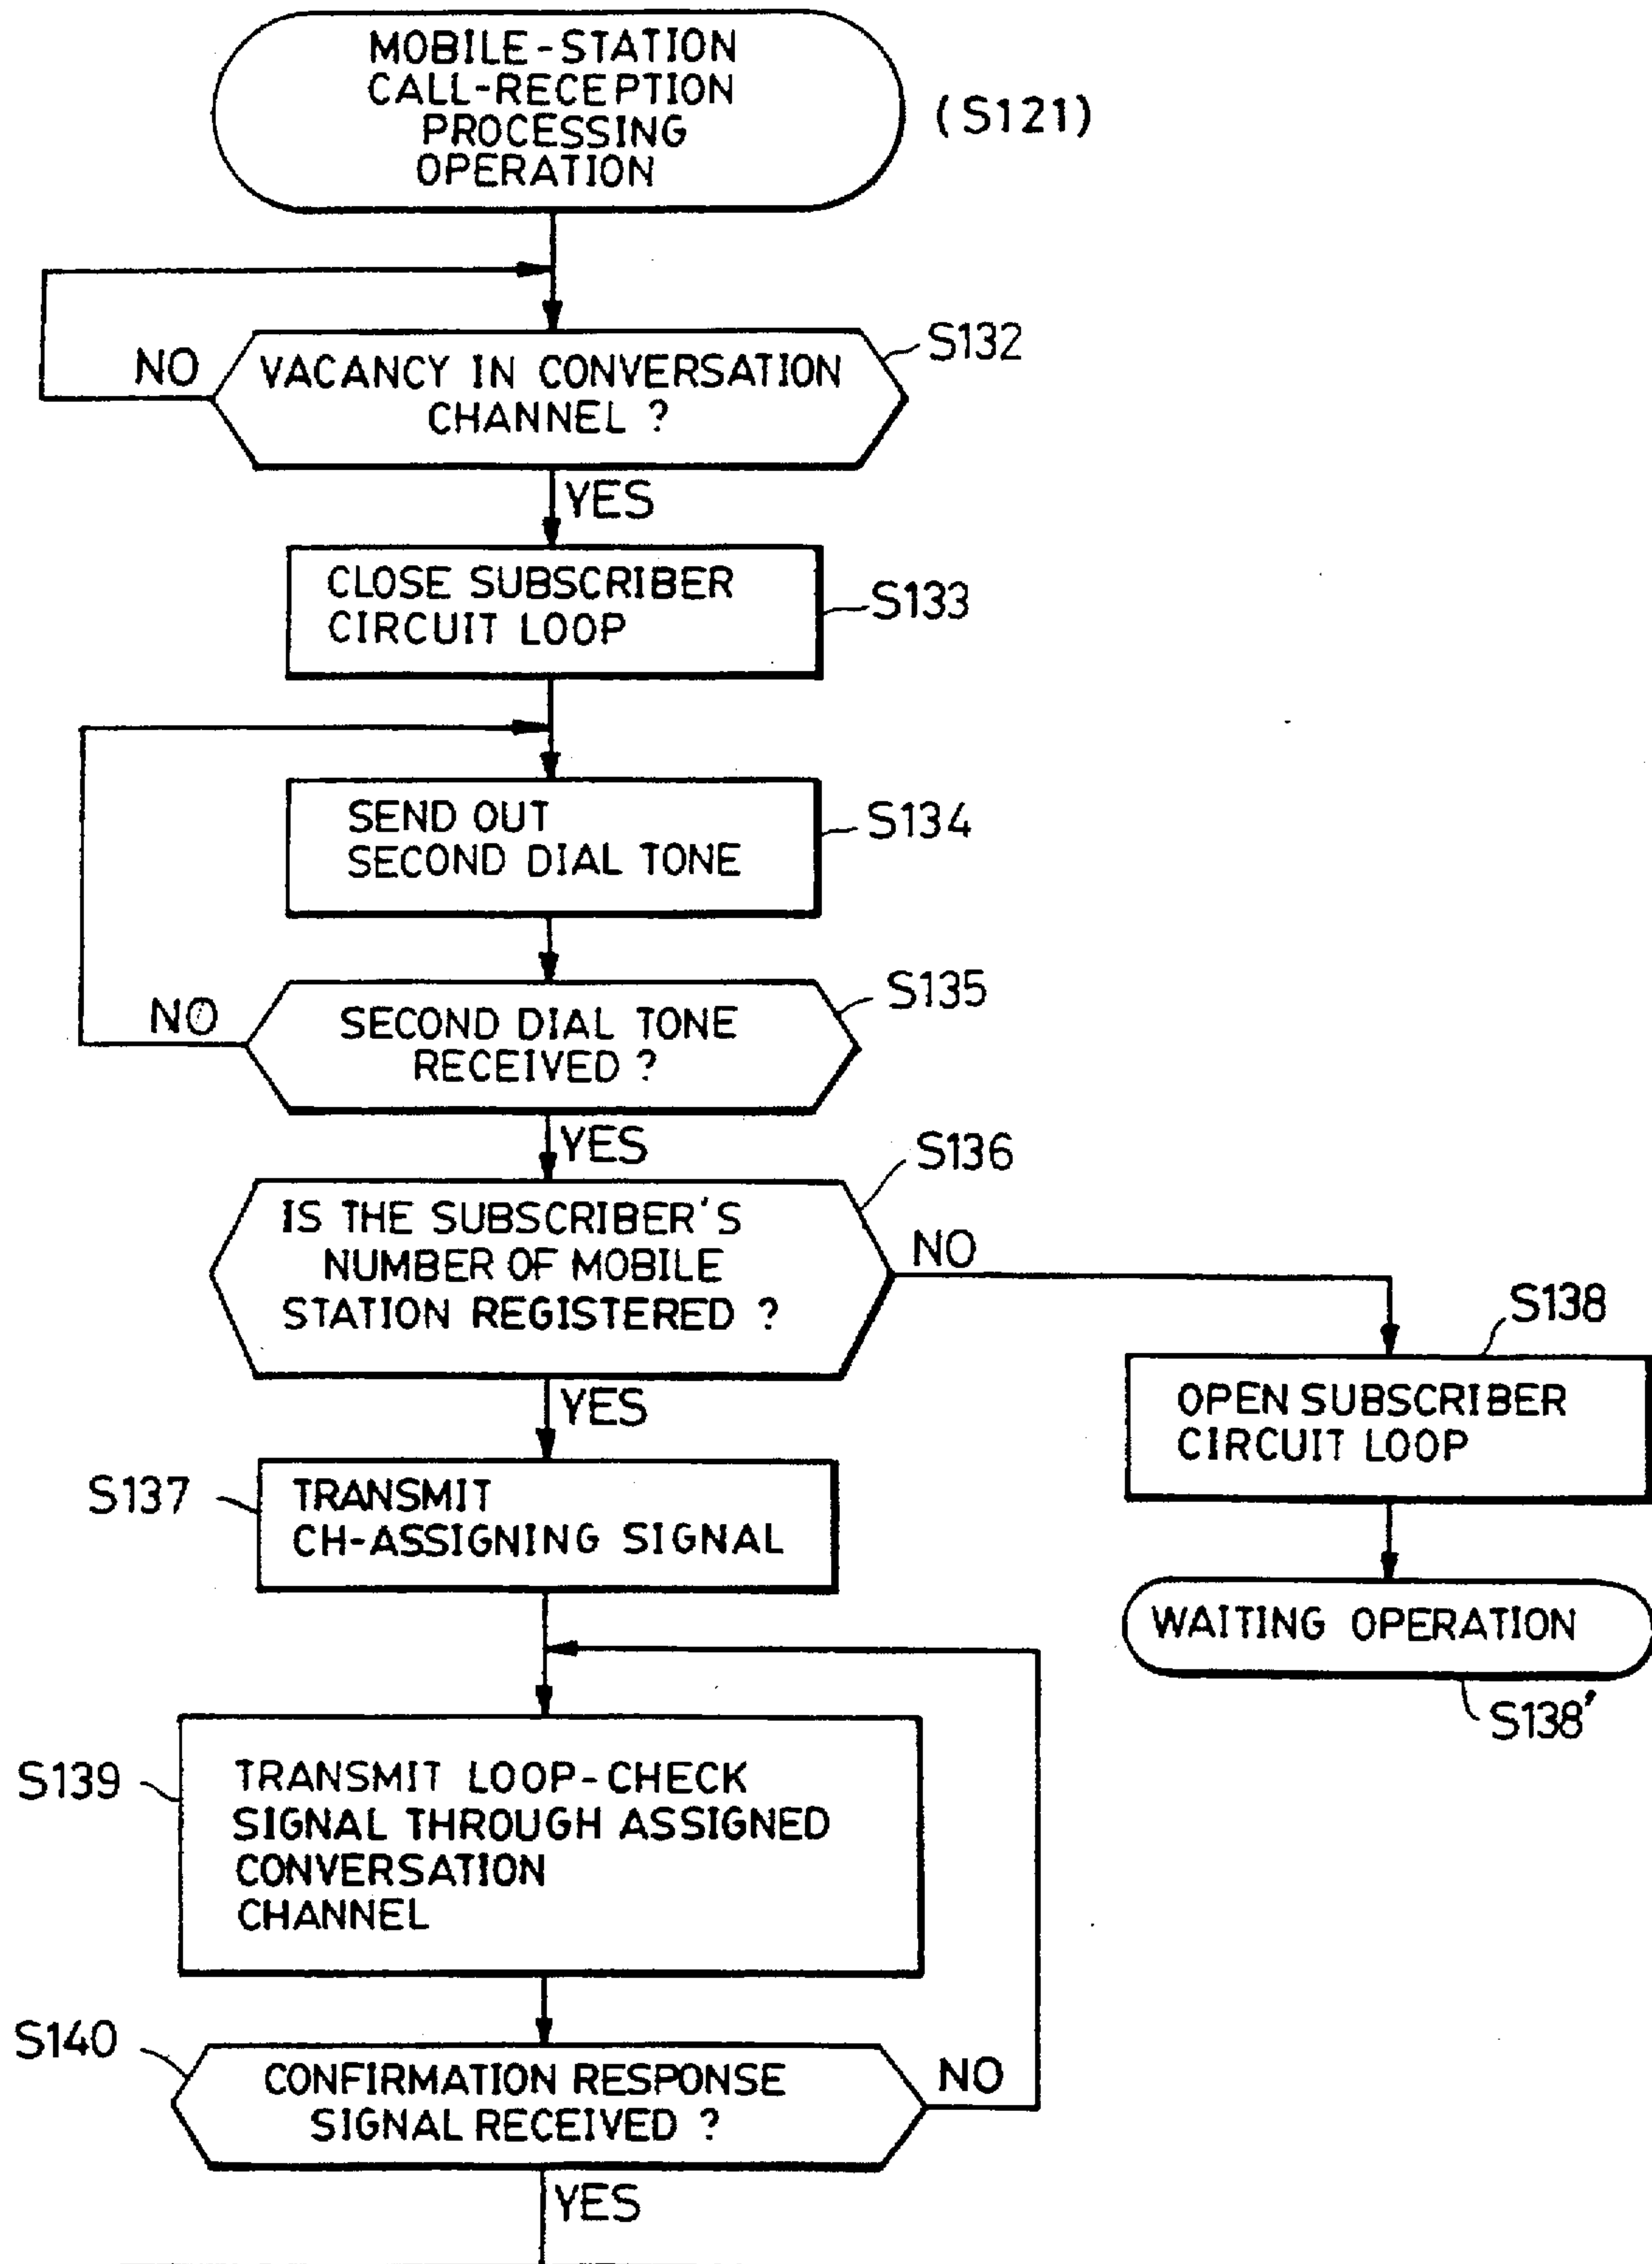 MOBILE-STATION
CALL-RECEPTION
PROCESSING
OPERATION
(S121)
NO
VACANCY IN CONVERSATION
CHANNEL ?
S132
YES
CLOSE SUBSCRIBER
CIRCUIT LOOP
S133
SEND OUT
SECOND DIAL TONE
S134
NO
SECOND DIAL TONE
RECEIVED ?
S135
YES
IS THE SUBSCRIBER'S
NUMBER OF MOBILE
STATION REGISTERED ?
S136
NO
S138
OPEN SUBSCRIBER
CIRCUIT LOOP
WAITING OPERATION
S138'
YES
S137
TRANSMIT
CH-ASSIGNING SIGNAL
S139
TRANSMIT LOOP-CHECK
SIGNAL THROUGH ASSIGNED
CONVERSATION
CHANNEL
S140
CONFIRMATION RESPONSE
SIGNAL RECEIVED ?
NO
YES